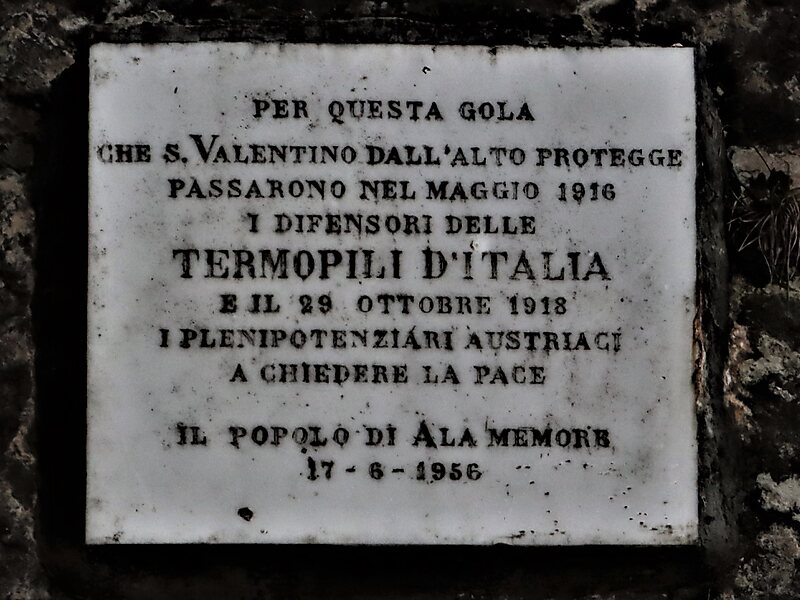 PER QUESTA GOLA
CHE S. VALENTINO DALL'ALTO PROTEGGE
PASSARONO NEL MAGGIO 1916
I DIFENSORI DELLE
TERMOPILI D'ITALIA
E IL 29 OTTOBRE 1918
I PLENIPOTENZIÁRI AUSTRIACI
A CHIEDERE LA PACE
IL POPOLO DI ALA MEMORE
17-6-1956